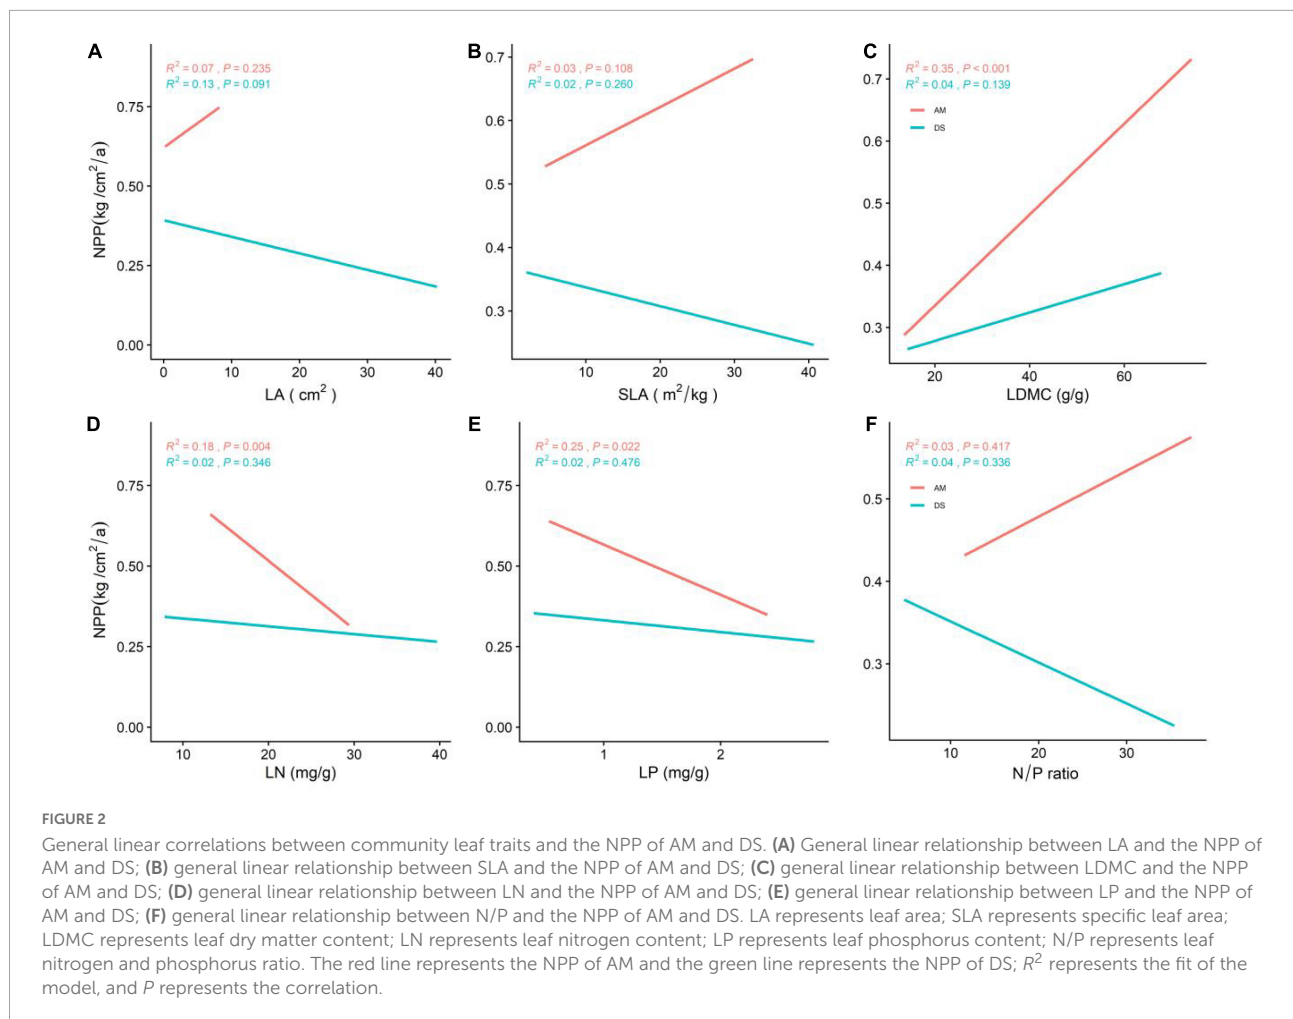 A
R2 = 0.07 , P = 0.235
R2 = 0.13 , P = 0.091
0.75
0.50
0.25
0.00
NPP(kg /cm2/a)
0 10 20 30 40
LA ( cm2 )
B
R2 = 0.03 , P = 0.108
R2 = 0.02 , P = 0.260
0.7
0.6
0.5
0.4
0.3
0 10 20 30 40
SLA ( m2/kg )
C
R2 = 0.35 , P < 0.001
R2 = 0.04 , P = 0.139
AM
DS
0.7
0.6
0.5
0.4
0.3
20 40 60
LDMC (g/g)
D
R2 = 0.18 , P = 0.004
R2 = 0.02 , P = 0.346
0.75
0.50
0.25
0.00
NPP(kg /cm2/a)
10 20 30 40
LN (mg/g)
E
R2 = 0.25 , P = 0.022
R2 = 0.02 , P = 0.476
0.75
0.50
0.25
0.00
1 2
LP (mg/g)
F
R2 = 0.03 , P = 0.417
R2 = 0.04 , P = 0.336
AM
DS
0.5
0.4
0.3
10 20 30
N/P ratio
FIGURE 2
General linear correlations between community leaf traits and the NPP of AM and DS. (A) General linear relationship between LA and the NPP of
AM and DS; (B) general linear relationship between SLA and the NPP of AM and DS; (C) general linear relationship between LDMC and the NPP
of AM and DS; (D) general linear relationship between LN and the NPP of AM and DS; (E) general linear relationship between LP and the NPP of
AM and DS; (F) general linear relationship between N/P and the NPP of AM and DS. LA represents leaf area; SLA represents specific leaf area;
LDMC represents leaf dry matter content; LN represents leaf nitrogen content; LP represents leaf phosphorus content; N/P represents leaf
nitrogen and phosphorus ratio. The red line represents the NPP of AM and the green line represents the NPP of DS; R2 represents the fit of the
model, and P represents the correlation.